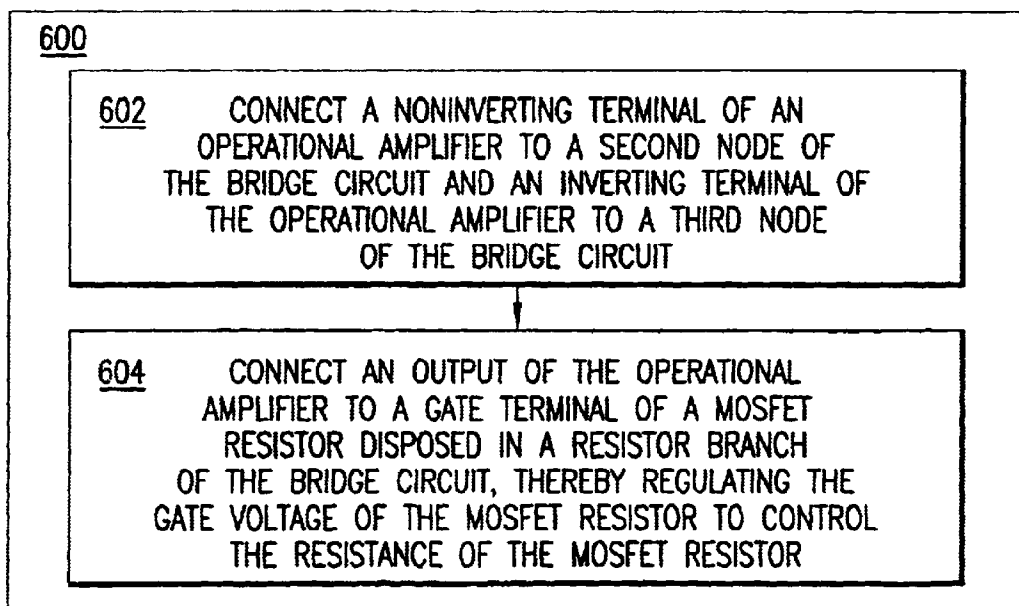 600
602 CONNECT A NONINVERTING TERMINAL OF AN
OPERATIONAL AMPLIFIER TO A SECOND NODE OF
THE BRIDGE CIRCUIT AND AN INVERTING TERMINAL OF
THE OPERATIONAL AMPLIFIER TO A THIRD NODE
OF THE BRIDGE CIRCUIT
604 CONNECT AN OUTPUT OF THE OPERATIONAL
AMPLIFIER TO A GATE TERMINAL OF A MOSFET
RESISTOR DISPOSED IN A RESISTOR BRANCH
OF THE BRIDGE CIRCUIT, THEREBY REGULATING THE
GATE VOLTAGE OF THE MOSFET RESISTOR TO CONTROL
THE RESISTANCE OF THE MOSFET RESISTOR